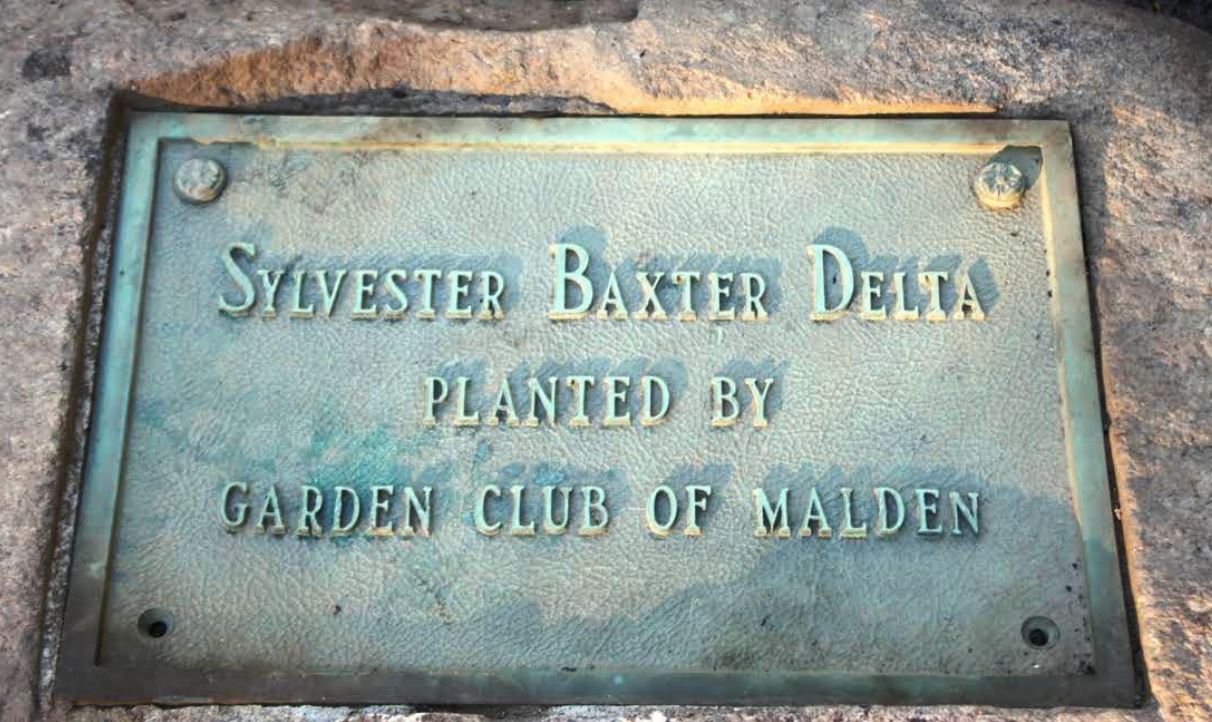 Sylvester Baxter Delta
PLANTED BY
GARDEN CLUB OF MALDEN